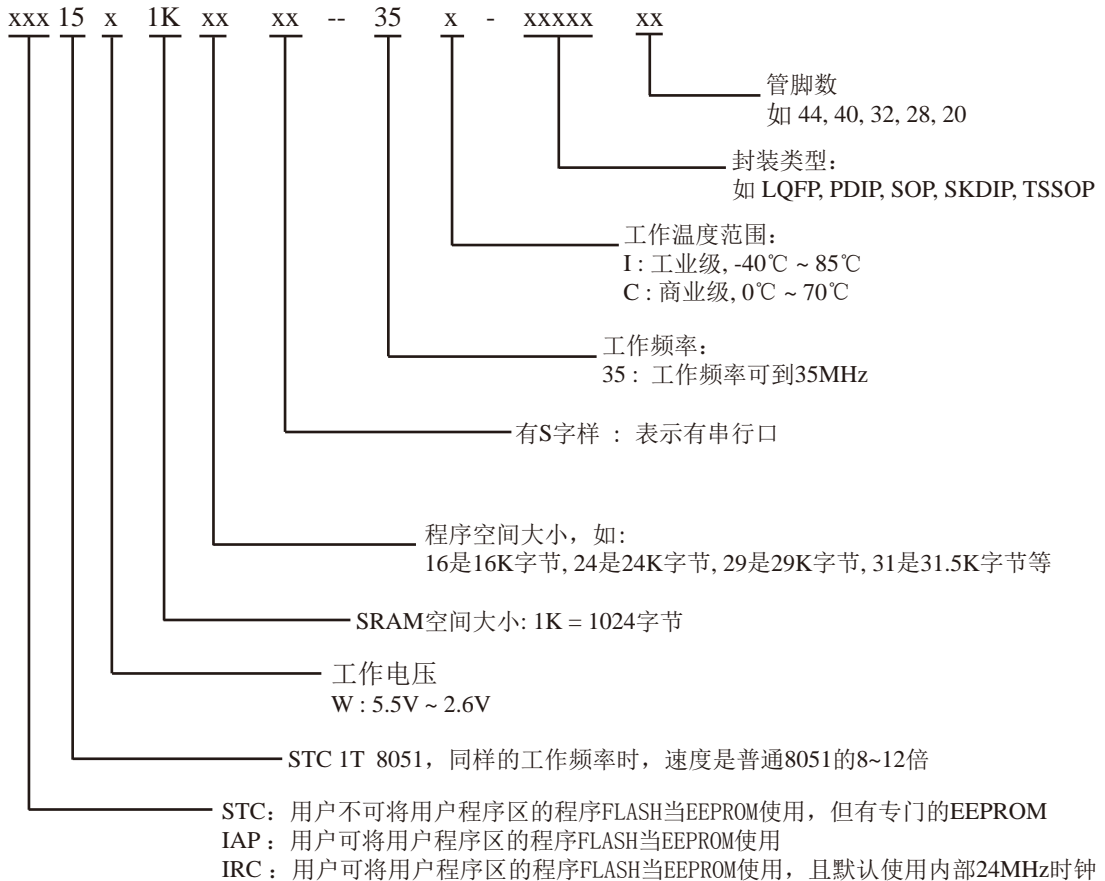 xxx 15 x 1K xx xx -- 35 x - xxxxx xx
管脚数
如 44, 40, 32, 28, 20
封装类型：
如 LQFP, PDIP, SOP, SKDIP, TSSOP
工作温度范围：
I : 工业级, -40℃ ~ 85℃
C : 商业级, 0℃ ~ 70℃
工作频率：
35 : 工作频率可到35MHz
有S字样 : 表示有串行口
程序空间大小，如:
16是16K字节, 24是24K字节, 29是29K字节, 31是31.5K字节等
SRAM空间大小: 1K = 1024字节
工作电压
W : 5.5V ~ 2.6V
STC 1T 8051，同样的工作频率时，速度是普通8051的8~12倍
STC：用户不可将用户程序区的程序FLASH当EEPROM使用，但有专门的EEPROM
IAP：用户可将用户程序区的程序FLASH当EEPROM使用
IRC：用户可将用户程序区的程序FLASH当EEPROM使用，且默认使用内部24MHz时钟